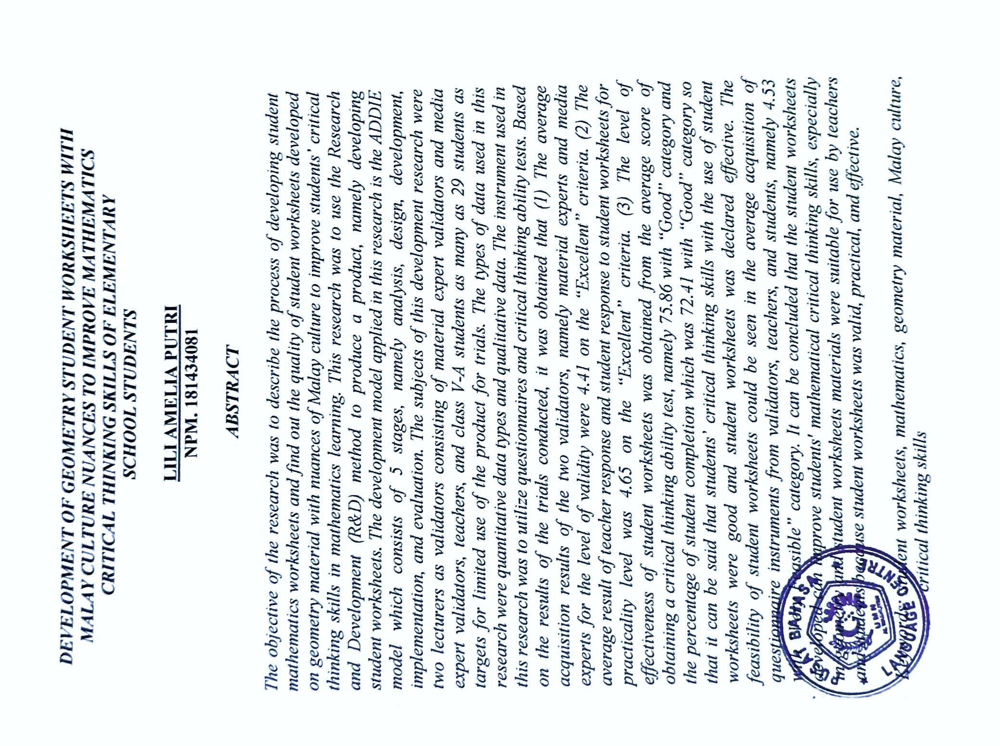 DEVELOPMENT OF GEOMETRY STUDENT WORKSHEETS WITH
MALAY CULTURE NUANCES TO IMPROVE MATHEMATICS
CRITICAL THINKING SKILLS OF ELEMENTARY
SCHOOL STUDENTS
LILI AMELIA PUTRI
NPM. 181434081
ABSTRACT
The objective of the research was to describe the process of developing student
mathematics worksheets and find out the quality of student worksheets developed
on geometry material with nuances of Malay culture to improve students' critical
thinking skills in mathematics learning. This research was to use the Research
and Development (R&D) method to produce a product, namely developing
student worksheets. The development model applied in this research is the ADDIE
model which consists of 5 stages, namely analysis, design, development,
implementation, and evaluation. The subjects of this development research were
two lecturers as validators consisting of material expert validators and media
expert validators, teachers, and class V-A students as many as 29 students as
targets for limited use of the product for trials. The types of data used in this
research were quantitative data types and qualitative data. The instrument used in
this research was to utilize questionnaires and critical thinking ability tests. Based
on the results of the trials conducted, it was obtained that (1) The average
acquisition results of the two validators, namely material experts and media
experts for the level of validity were 4.41 on the “Excellent” criteria. (2) The
average result of teacher response and student response to student worksheets for
practicality level was 4.65 on the “Excellent” criteria. (3) The level of
effectiveness of student worksheets was obtained from the average score of
obtaining a critical thinking ability test, namely 75.86 with “Good” category and
the percentage of student completion which was 72.41 with “Good” category so
that it can be said that students' critical thinking skills with the use of student
worksheets were good and student worksheets was declared effective. The
feasibility of student worksheets could be seen in the average acquisition of
questionnaire instruments from validators, teachers, and students, namely 4.53
with category. It can be concluded that the student worksheets
developed can improve students' mathematical critical thinking skills, especially
in geometry and student worksheets materials were suitable for use by teachers
and students because student worksheets was valid, practical, and effective.
Keywords: student worksheets, mathematics, geometry material, Malay culture,
critical thinking skills
PUSAT BAHASA
LANGUAGE CENTRE
UMN